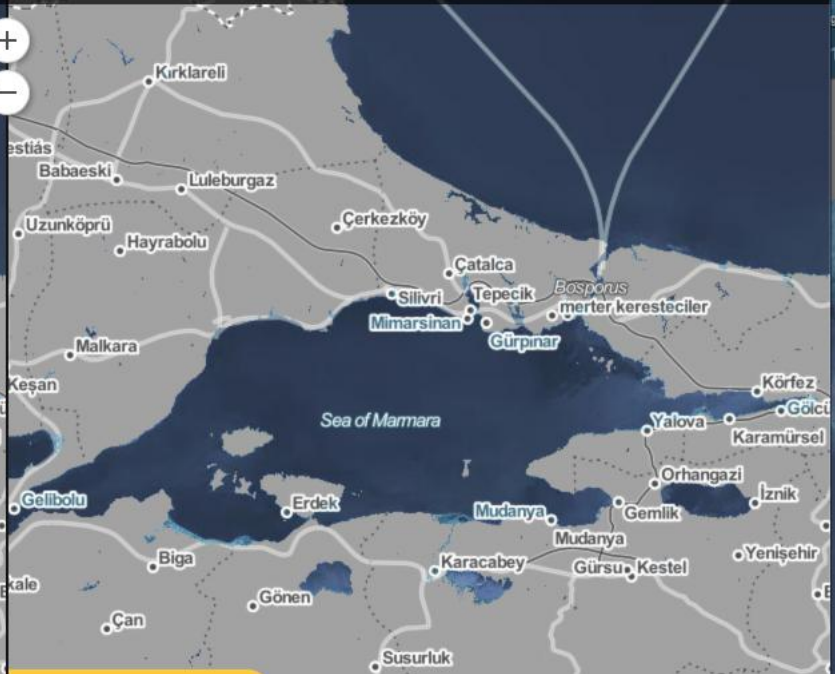 +
Kırklareli
−
estiás
Babaeski
Luleburgaz
Uzunköprü
Çerkezköy
Hayrabolu
Çatalca
Bosporus
Silivri
Tepecik
merter keresteciler
Mimarsinan
Gürpınar
Malkara
Keşan
Körfez
Gölcü
Sea of Marmara
Yalova
Karamürsel
Orhangazi
Gelibolu
Erdek
İznik
Mudanya
Gemlik
Mudanya
Yenişehir
Biga
Karacabey
Gürsu
Kestel
kale
Gönen
Çan
Susurluk